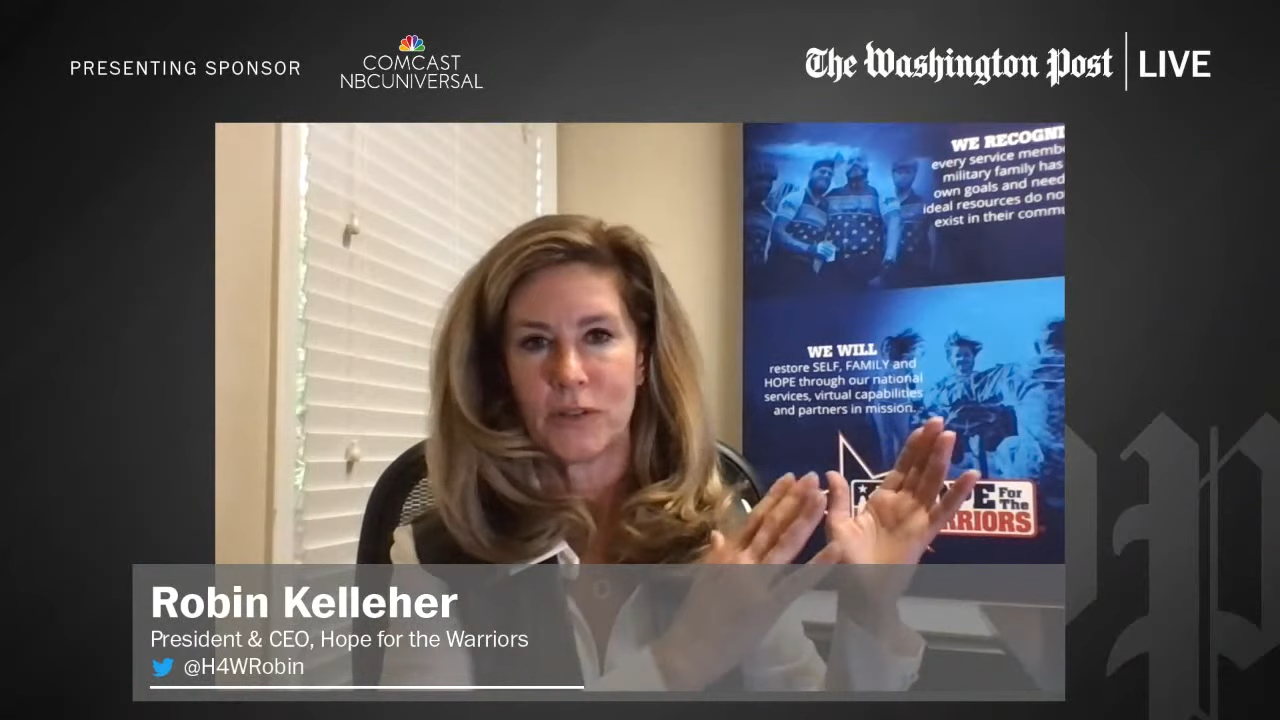 PRESENTING SPONSOR
COMCAST
NBCUNIVERSAL
The Washington Post
LIVE
WE RECOGNI
every service memb
military family has
own goals and need
ideal resources do no
exist in their commu
WE WILL
restore SELF, FAMILY and
HOPE through our national
services, virtual capabilities
and partners in mission.
For
The
RRIORS
Robin Kelleher
President & CEO, Hope for the Warriors
@H4WRobin